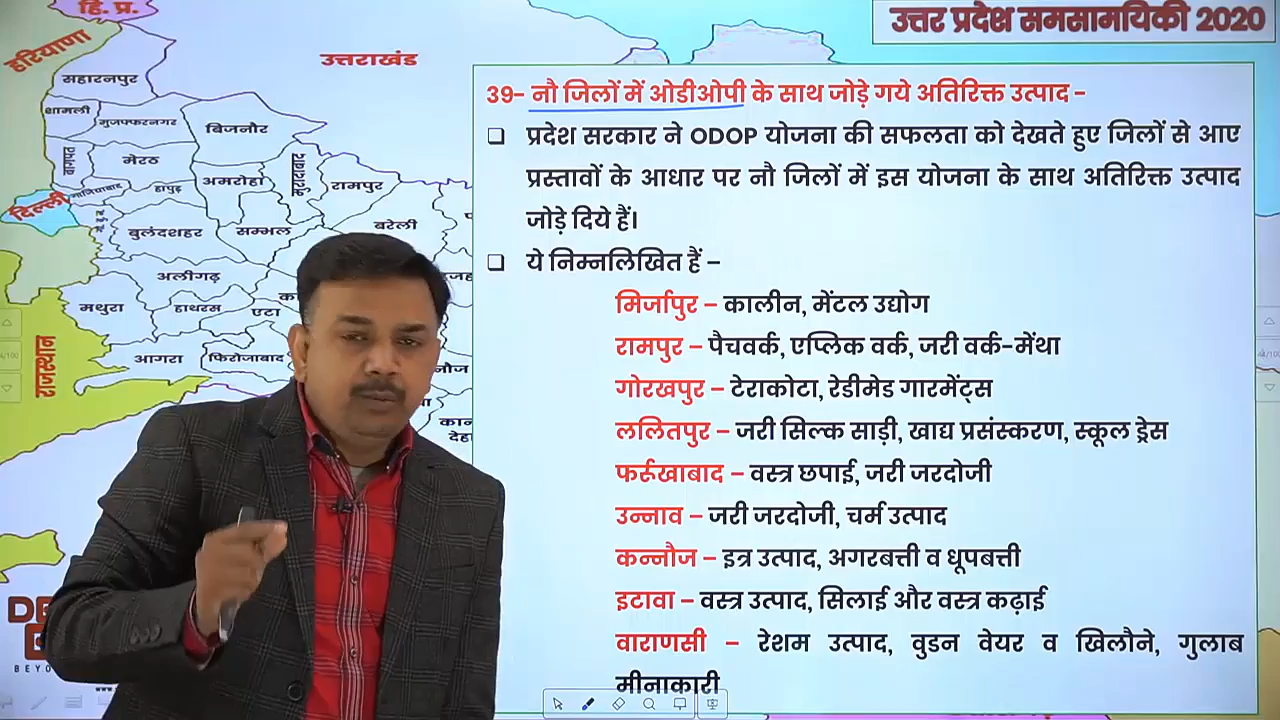 उत्तर प्रदेश समसामयिकी 2020
हि. प्र.
हरियाणा
उत्तराखंड
सहारनपुर
शामली
मुजफ्फरनगर
बिजनौर
बागपत
मेरठ
अमरोहा
मुरादाबाद
रामपुर
दिल्ली
गाजियाबाद
हापुड़
बुलंदशहर
सम्भल
बरेली
अलीगढ़
मथुरा
हाथरस
एटा
राजस्थान
आगरा
फिरोजाबाद
39- नौ जिलों में ओडीओपी के साथ जोड़े गये अतिरिक्त उत्पाद -
प्रदेश सरकार ने ODOP योजना की सफलता को देखते हुए जिलों से आए
प्रस्तावों के आधार पर नौ जिलों में इस योजना के साथ अतिरिक्त उत्पाद
जोड़े दिये हैं।
ये निम्नलिखित हैं –
मिर्जापुर – कालीन, मेंटल उद्योग
रामपुर – पैचवर्क, एप्लिक वर्क, जरी वर्क-मेंथा
गोरखपुर – टेराकोटा, रेडीमेड गारमेंट्स
ललितपुर – जरी सिल्क साड़ी, खाद्य प्रसंस्करण, स्कूल ड्रेस
फर्रूखाबाद – वस्त्र छपाई, जरी जरदोजी
उन्नाव – जरी जरदोजी, चर्म उत्पाद
कन्नौज – इत्र उत्पाद, अगरबत्ती व धूपबत्ती
इटावा – वस्त्र उत्पाद, सिलाई और वस्त्र कढ़ाई
वाराणसी – रेशम उत्पाद, वुडन वेयर व खिलौने, गुलाब
मीनाकारी